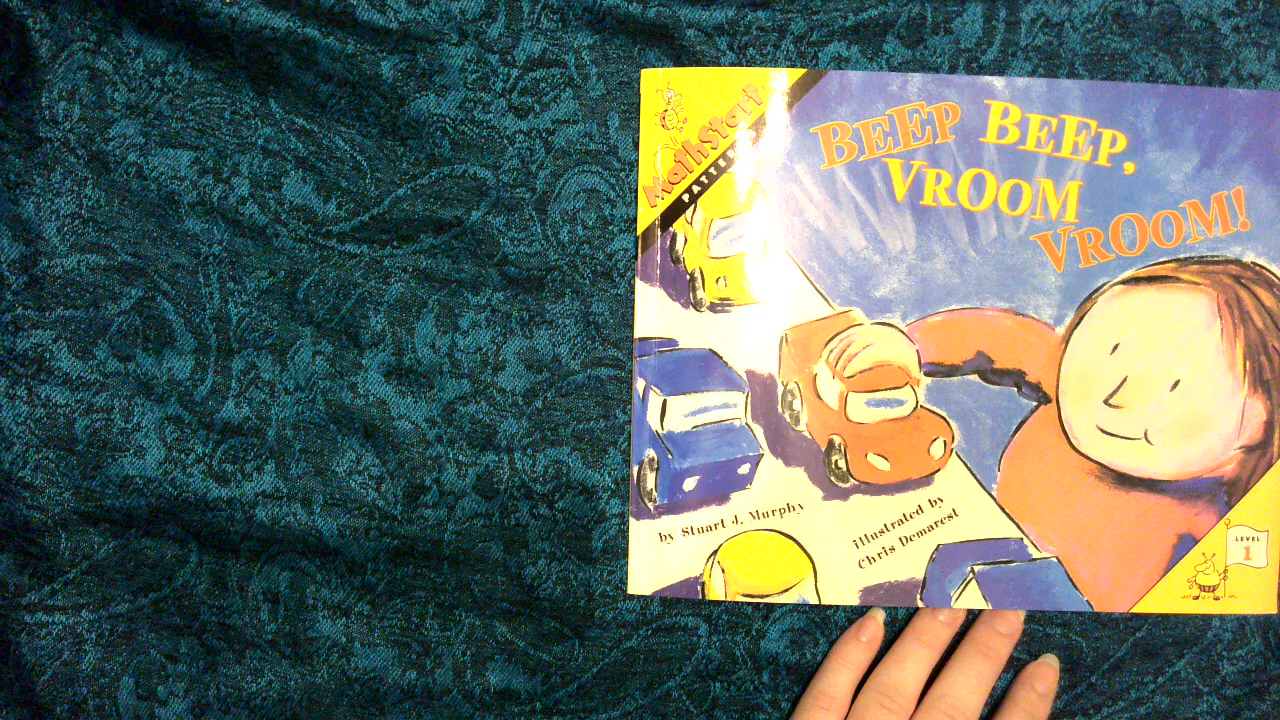 MathStart
BEEP BEEP,
VROOM
VROOM!
by Stuart J. Murphy
illustrated by
Chris Demarest
LEVEL
1